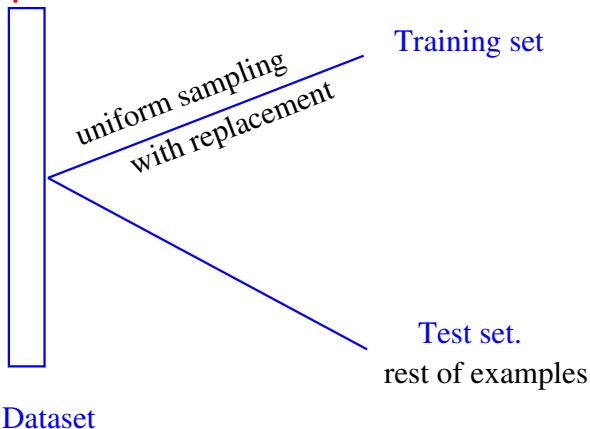 Training set
uniform sampling
with replacement
Test set.
rest of examples
Dataset